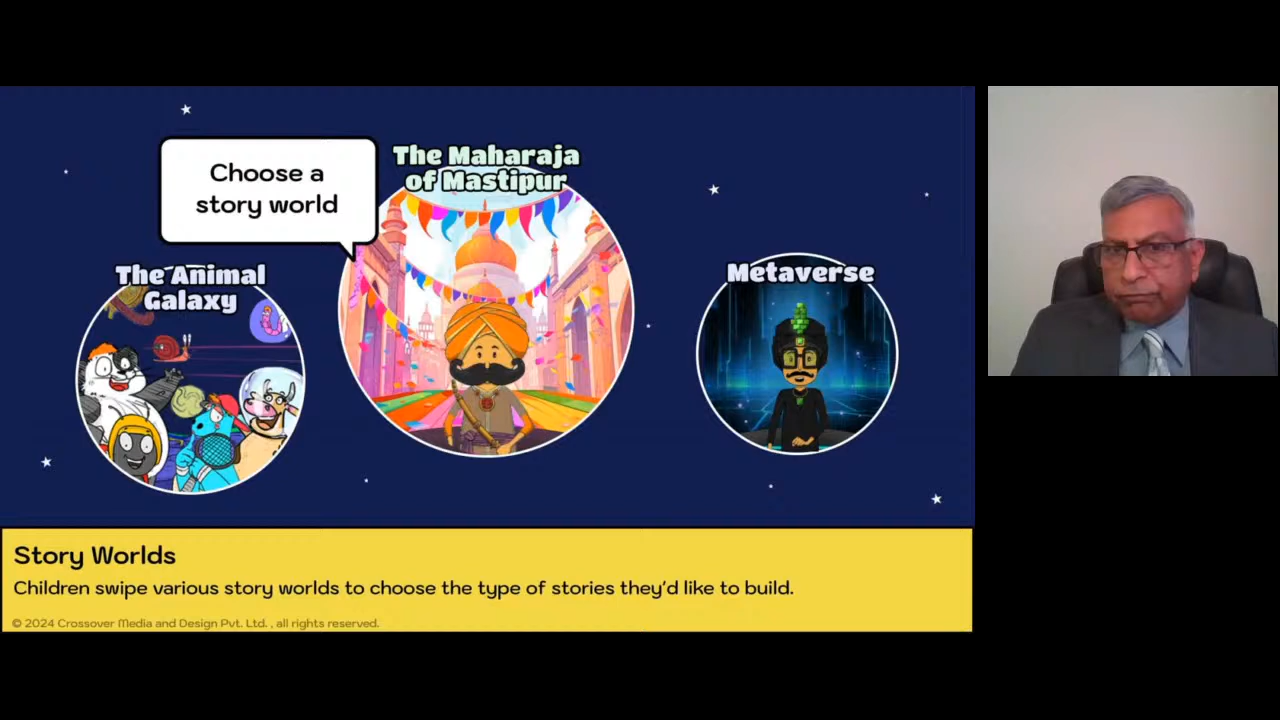 Choose a
story world
The Maharaja
of Mastipur
The Animal
Galaxy
Metaverse
Story Worlds
Children swipe various story worlds to choose the type of stories they'd like to build.
© 2024 Crossover Media and Design Pvt. Ltd. , all rights reserved.